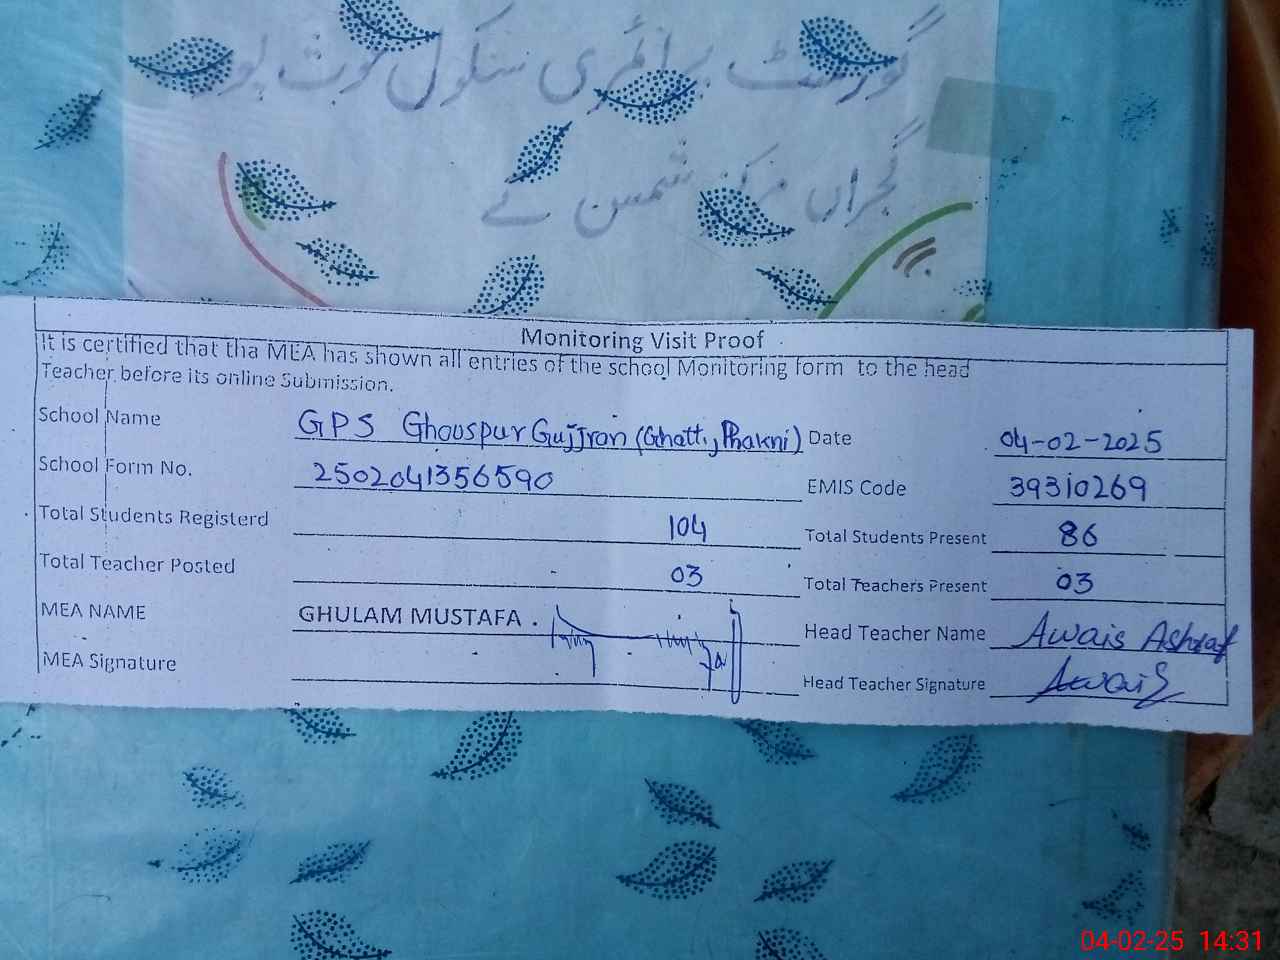 گورنمنٹ پرائمری سکول غوث پور
گجراں مرکز شمس کے
Monitoring Visit Proof
It is certified that tha MEA has shown all entries of the school Monitoring form to the head
Teacher before its online Submission.
School Name GPS Ghouspur Gujjran (Ghatti, Phakni) Date 04-02-2025
School Form No. 2502041356590 EMIS Code 39310269
Total Students Registerd 104 Total Students Present 86
Total Teacher Posted 03 Total Teachers Present 03
MEA NAME GHULAM MUSTAFA . Head Teacher Name Awais Ashraf
MEA Signature Head Teacher Signature Awais
04-02-25 14:31